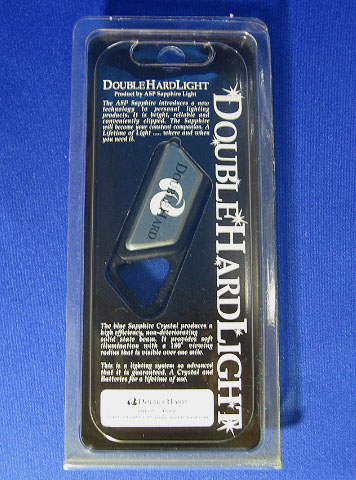 DOUBLEHARDLIGHT
Product by ASP Sapphire Light
The ASP Sapphire introduces a new
technology to personal lighting
products. It is bright, reliable and
conveniently clipped. The Sapphire
will become your constant companion. A
Lifetime of Light .... where and when
you need it.
DOUBLEHARDLIGHT
DOUBLE HARD
The blue Sapphire Crystal produces a
high efficiency, non-deteriorating
solid state beam. It provides soft
illumination with a 180° viewing
radius that is visible over one mile.
This is a lighting system so advanced
that it is guaranteed. A Crystal and
Batteries for a lifetime of use.
DOUBLE HARD